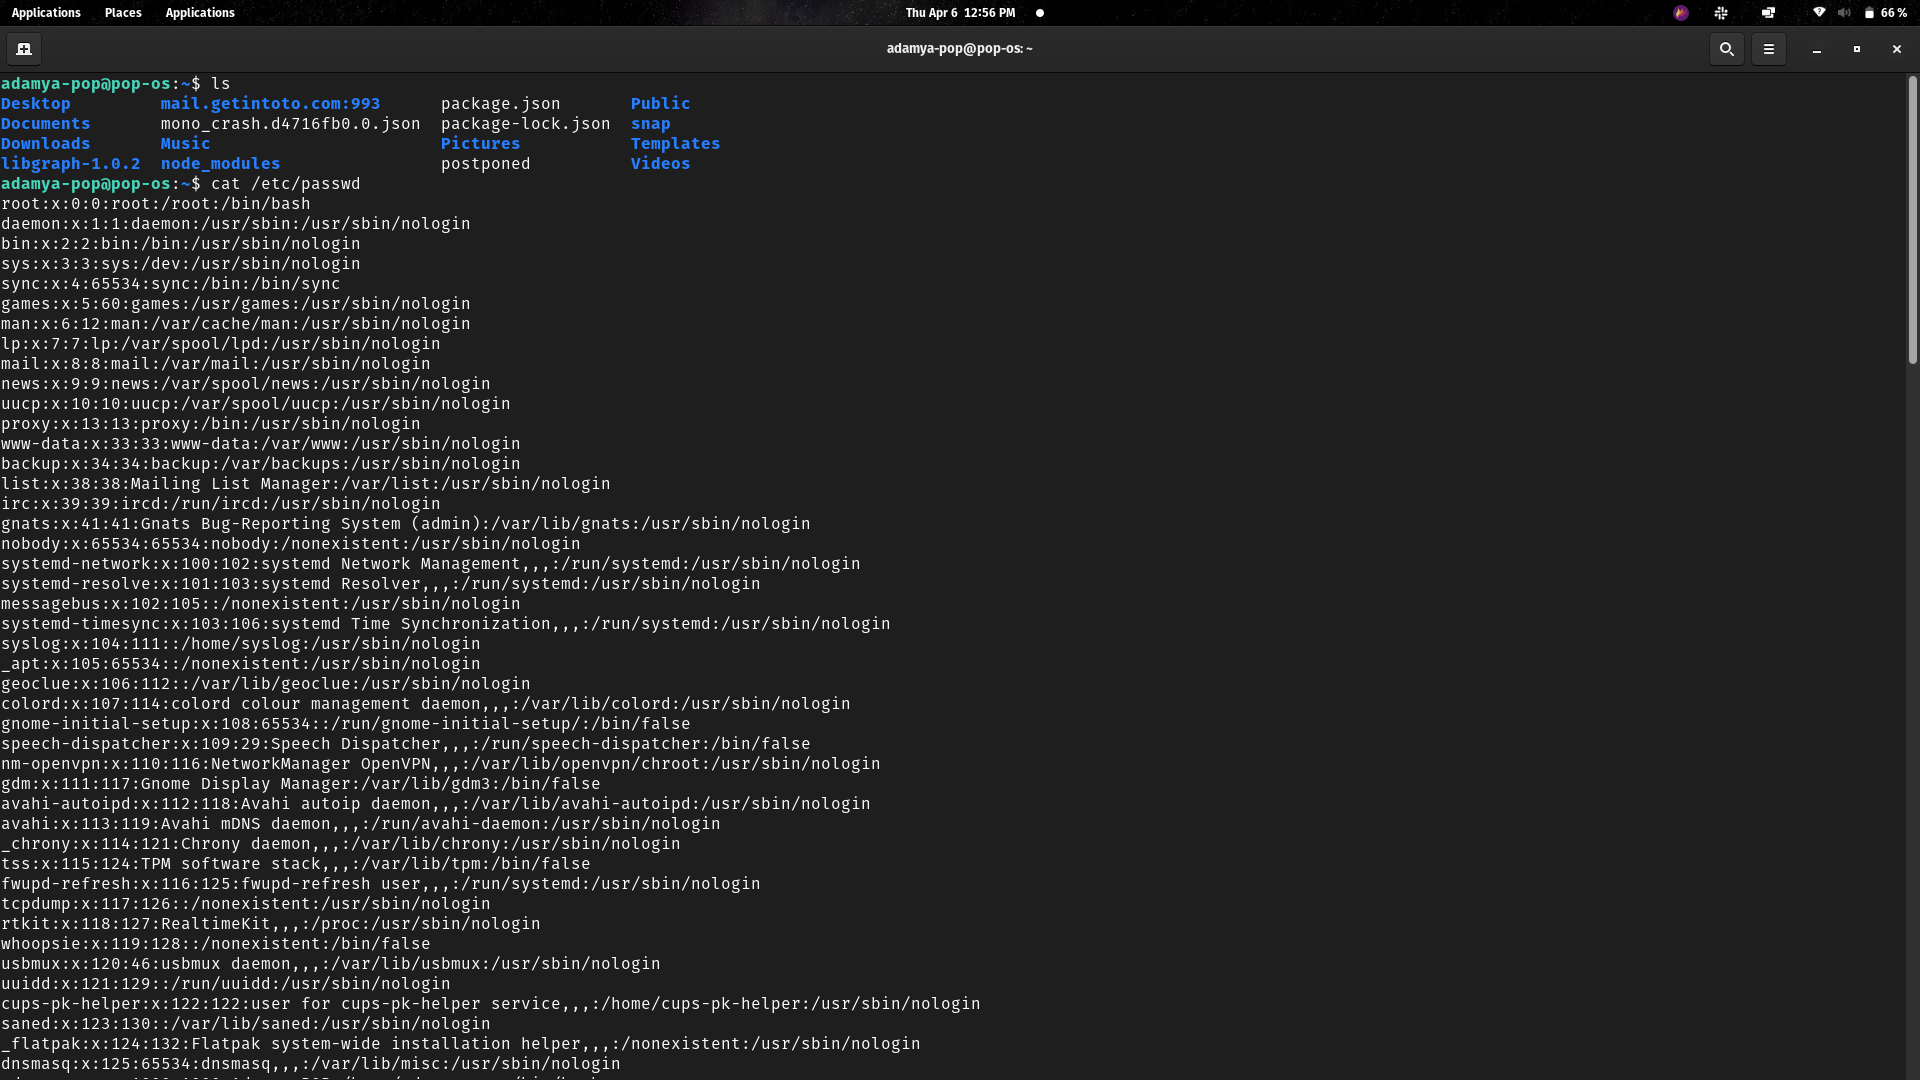 Applications Places Applications Thu Apr 6 12:56 PM 66 %
adamya-pop@pop-os: ~
adamya-pop@pop-os:~$ ls
Desktop mail.getintoto.com:993 package.json Public
Documents mono_crash.d4716fb0.0.json package-lock.json snap
Downloads Music Pictures Templates
libgraph-1.0.2 node_modules postponed Videos
adamya-pop@pop-os:~$ cat /etc/passwd
root:x:0:0:root:/root:/bin/bash
daemon:x:1:1:daemon:/usr/sbin:/usr/sbin/nologin
bin:x:2:2:bin:/bin:/usr/sbin/nologin
sys:x:3:3:sys:/dev:/usr/sbin/nologin
sync:x:4:65534:sync:/bin:/bin/sync
games:x:5:60:games:/usr/games:/usr/sbin/nologin
man:x:6:12:man:/var/cache/man:/usr/sbin/nologin
lp:x:7:7:lp:/var/spool/lpd:/usr/sbin/nologin
mail:x:8:8:mail:/var/mail:/usr/sbin/nologin
news:x:9:9:news:/var/spool/news:/usr/sbin/nologin
uucp:x:10:10:uucp:/var/spool/uucp:/usr/sbin/nologin
proxy:x:13:13:proxy:/bin:/usr/sbin/nologin
www-data:x:33:33:www-data:/var/www:/usr/sbin/nologin
backup:x:34:34:backup:/var/backups:/usr/sbin/nologin
list:x:38:38:Mailing List Manager:/var/list:/usr/sbin/nologin
irc:x:39:39:ircd:/run/ircd:/usr/sbin/nologin
gnats:x:41:41:Gnats Bug-Reporting System (admin):/var/lib/gnats:/usr/sbin/nologin
nobody:x:65534:65534:nobody:/nonexistent:/usr/sbin/nologin
systemd-network:x:100:102:systemd Network Management,,,:/run/systemd:/usr/sbin/nologin
systemd-resolve:x:101:103:systemd Resolver,,,:/run/systemd:/usr/sbin/nologin
messagebus:x:102:105::/nonexistent:/usr/sbin/nologin
systemd-timesync:x:103:106:systemd Time Synchronization,,,:/run/systemd:/usr/sbin/nologin
syslog:x:104:111::/home/syslog:/usr/sbin/nologin
_apt:x:105:65534::/nonexistent:/usr/sbin/nologin
geoclue:x:106:112::/var/lib/geoclue:/usr/sbin/nologin
colord:x:107:114:colord colour management daemon,,,:/var/lib/colord:/usr/sbin/nologin
gnome-initial-setup:x:108:65534::/run/gnome-initial-setup/:/bin/false
speech-dispatcher:x:109:29:Speech Dispatcher,,,:/run/speech-dispatcher:/bin/false
nm-openvpn:x:110:116:NetworkManager OpenVPN,,,:/var/lib/openvpn/chroot:/usr/sbin/nologin
gdm:x:111:117:Gnome Display Manager:/var/lib/gdm3:/bin/false
avahi-autoipd:x:112:118:Avahi autoip daemon,,,:/var/lib/avahi-autoipd:/usr/sbin/nologin
avahi:x:113:119:Avahi mDNS daemon,,,:/run/avahi-daemon:/usr/sbin/nologin
_chrony:x:114:121:Chrony daemon,,,:/var/lib/chrony:/usr/sbin/nologin
tss:x:115:124:TPM software stack,,,:/var/lib/tpm:/bin/false
fwupd-refresh:x:116:125:fwupd-refresh user,,,:/run/systemd:/usr/sbin/nologin
tcpdump:x:117:126::/nonexistent:/usr/sbin/nologin
rtkit:x:118:127:RealtimeKit,,,:/proc:/usr/sbin/nologin
whoopsie:x:119:128::/nonexistent:/bin/false
usbmux:x:120:46:usbmux daemon,,,:/var/lib/usbmux:/usr/sbin/nologin
uuidd:x:121:129::/run/uuidd:/usr/sbin/nologin
cups-pk-helper:x:122:122:user for cups-pk-helper service,,,:/home/cups-pk-helper:/usr/sbin/nologin
saned:x:123:130::/var/lib/saned:/usr/sbin/nologin
_flatpak:x:124:132:Flatpak system-wide installation helper,,,:/nonexistent:/usr/sbin/nologin
dnsmasq:x:125:65534:dnsmasq,,,:/var/lib/misc:/usr/sbin/nologin